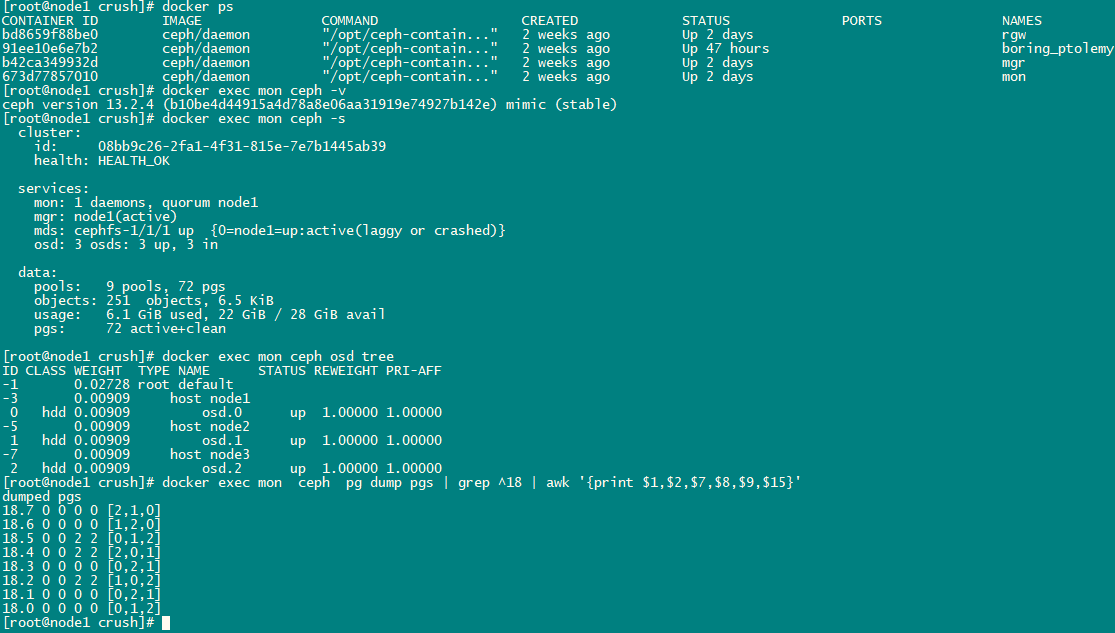 [root@node1 crush]# docker ps
CONTAINER ID        IMAGE               COMMAND                  CREATED             STATUS              PORTS               NAMES
bd8659f88be0        ceph/daemon         "/opt/ceph-contain..."   2 weeks ago         Up 2 days                               rgw
91ee10e6e7b2        ceph/daemon         "/opt/ceph-contain..."   2 weeks ago         Up 47 hours                             boring_ptolemy
b42ca349932d        ceph/daemon         "/opt/ceph-contain..."   2 weeks ago         Up 2 days                               mgr
673d77857010        ceph/daemon         "/opt/ceph-contain..."   2 weeks ago         Up 2 days                               mon
[root@node1 crush]# docker exec mon ceph -v
ceph version 13.2.4 (b10be4d44915a4d78a8e06aa31919e74927b142e) mimic (stable)
[root@node1 crush]# docker exec mon ceph -s
  cluster:
    id:     08bb9c26-2fa1-4f31-815e-7e7b1445ab39
    health: HEALTH_OK

  services:
    mon: 1 daemons, quorum node1
    mgr: node1(active)
    mds: cephfs-1/1/1 up  {0=node1=up:active(laggy or crashed)}
    osd: 3 osds: 3 up, 3 in

  data:
    pools:   9 pools, 72 pgs
    objects: 251  objects, 6.5 KiB
    usage:   6.1 GiB used, 22 GiB / 28 GiB avail
    pgs:     72 active+clean

[root@node1 crush]# docker exec mon ceph osd tree
ID CLASS WEIGHT  TYPE NAME      STATUS REWEIGHT PRI-AFF
-1       0.02728 root default
-3       0.00909     host node1
 0   hdd 0.00909         osd.0      up  1.00000 1.00000
-5       0.00909     host node2
 1   hdd 0.00909         osd.1      up  1.00000 1.00000
-7       0.00909     host node3
 2   hdd 0.00909         osd.2      up  1.00000 1.00000
[root@node1 crush]# docker exec mon  ceph  pg dump pgs | grep ^18 | awk '{print $1,$2,$7,$8,$9,$15}'
dumped pgs
18.7 0 0 0 0 [2,1,0]
18.6 0 0 0 0 [1,2,0]
18.5 0 0 2 2 [0,1,2]
18.4 0 0 2 2 [2,0,1]
18.3 0 0 0 0 [0,2,1]
18.2 0 0 2 2 [1,0,2]
18.1 0 0 0 0 [0,2,1]
18.0 0 0 0 0 [0,1,2]
[root@node1 crush]#